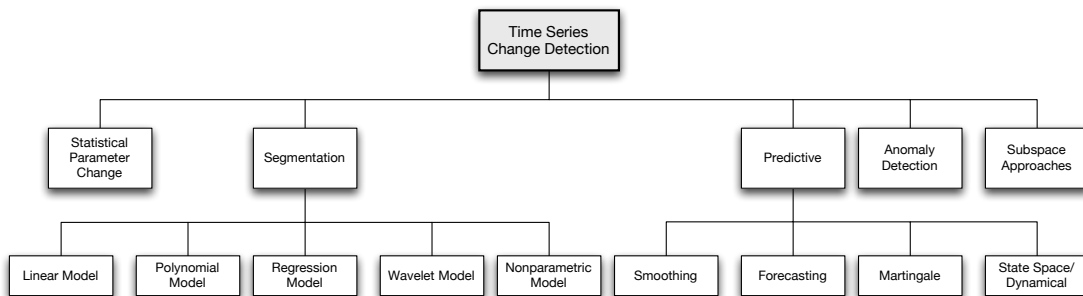 Time Series
Change Detection
Statistical
Parameter
Change
Segmentation
Predictive
Anomaly
Detection
Subspace
Approaches
Linear Model
Polynomial
Model
Regression
Model
Wavelet Model
Nonparametric
Model
Smoothing
Forecasting
Martingale
State Space/
Dynamical